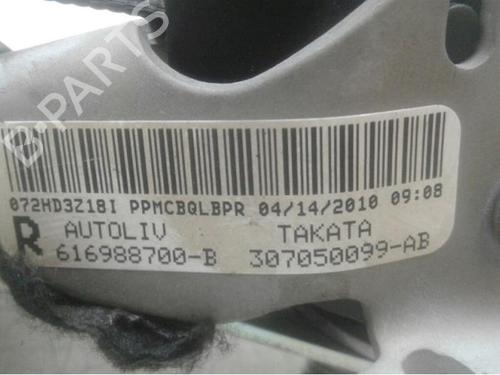 B-PARTS
072HD3Z18I PPMCBQLBPR 04/14/2010 09:08
R AUTOLIV TAKATA
616988700-B 307050099-AB